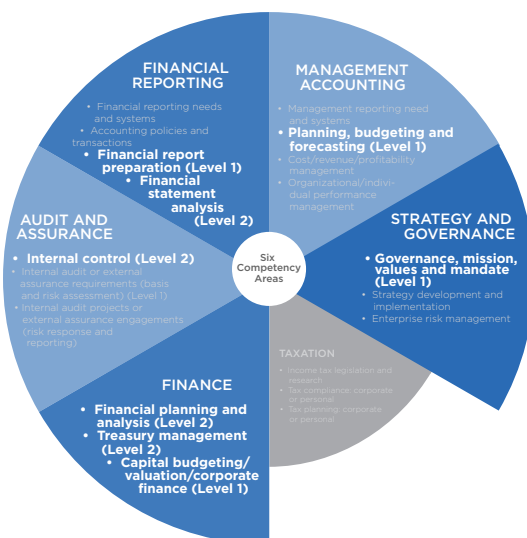 FINANCIAL
REPORTING
• Financial reporting needs
and systems
• Accounting policies and
transactions
• Financial report
preparation (Level 1)
• Financial
statement
analysis
(Level 2)
MANAGEMENT
ACCOUNTING
• Management reporting need
and systems
• Planning, budgeting and
forecasting (Level 1)
• Cost/revenue/profitability
management
• Organizational/indivi-
dual performance
management
AUDIT AND
ASSURANCE
• Internal control (Level 2)
• Internal audit or external
assurance requirements (basis
and risk assessment) (Level 1)
• Internal audit projects or
external assurance engagements
(risk response and
reporting)
Six
Competency
Areas
STRATEGY AND
GOVERNANCE
• Governance, mission,
values and mandate
(Level 1)
• Strategy development and
implementation
• Enterprise risk management
FINANCE
• Financial planning and
analysis (Level 2)
• Treasury management
(Level 2)
• Capital budgeting/
valuation/corporate
finance (Level 1)
TAXATION
• Income tax legislation and
research
• Tax compliance: corporate
or personal
• Tax planning: corporate
or personal